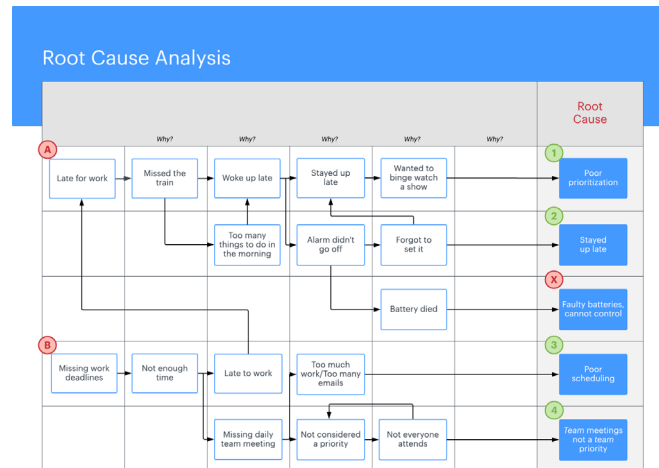 Root Cause Analysis
Root
Cause
Why?
Why?
Why?
Why?
Why?
A
1
Late for work
Missed the
train
Woke up late
Stayed up
late
Wanted to
binge watch
a show
Poor
prioritization
2
Too many
things to do in
the morning
Alarm didn't
go off
Forgot to
set it
Stayed
up late
X
Battery died
Faulty batteries,
cannot control
B
3
Missing work
deadlines
Not enough
time
Late to work
Too much
work/Too many
emails
Poor
scheduling
4
Missing daily
team meeting
Not considered
a priority
Not everyone
attends
Team meetings
not a team
priority